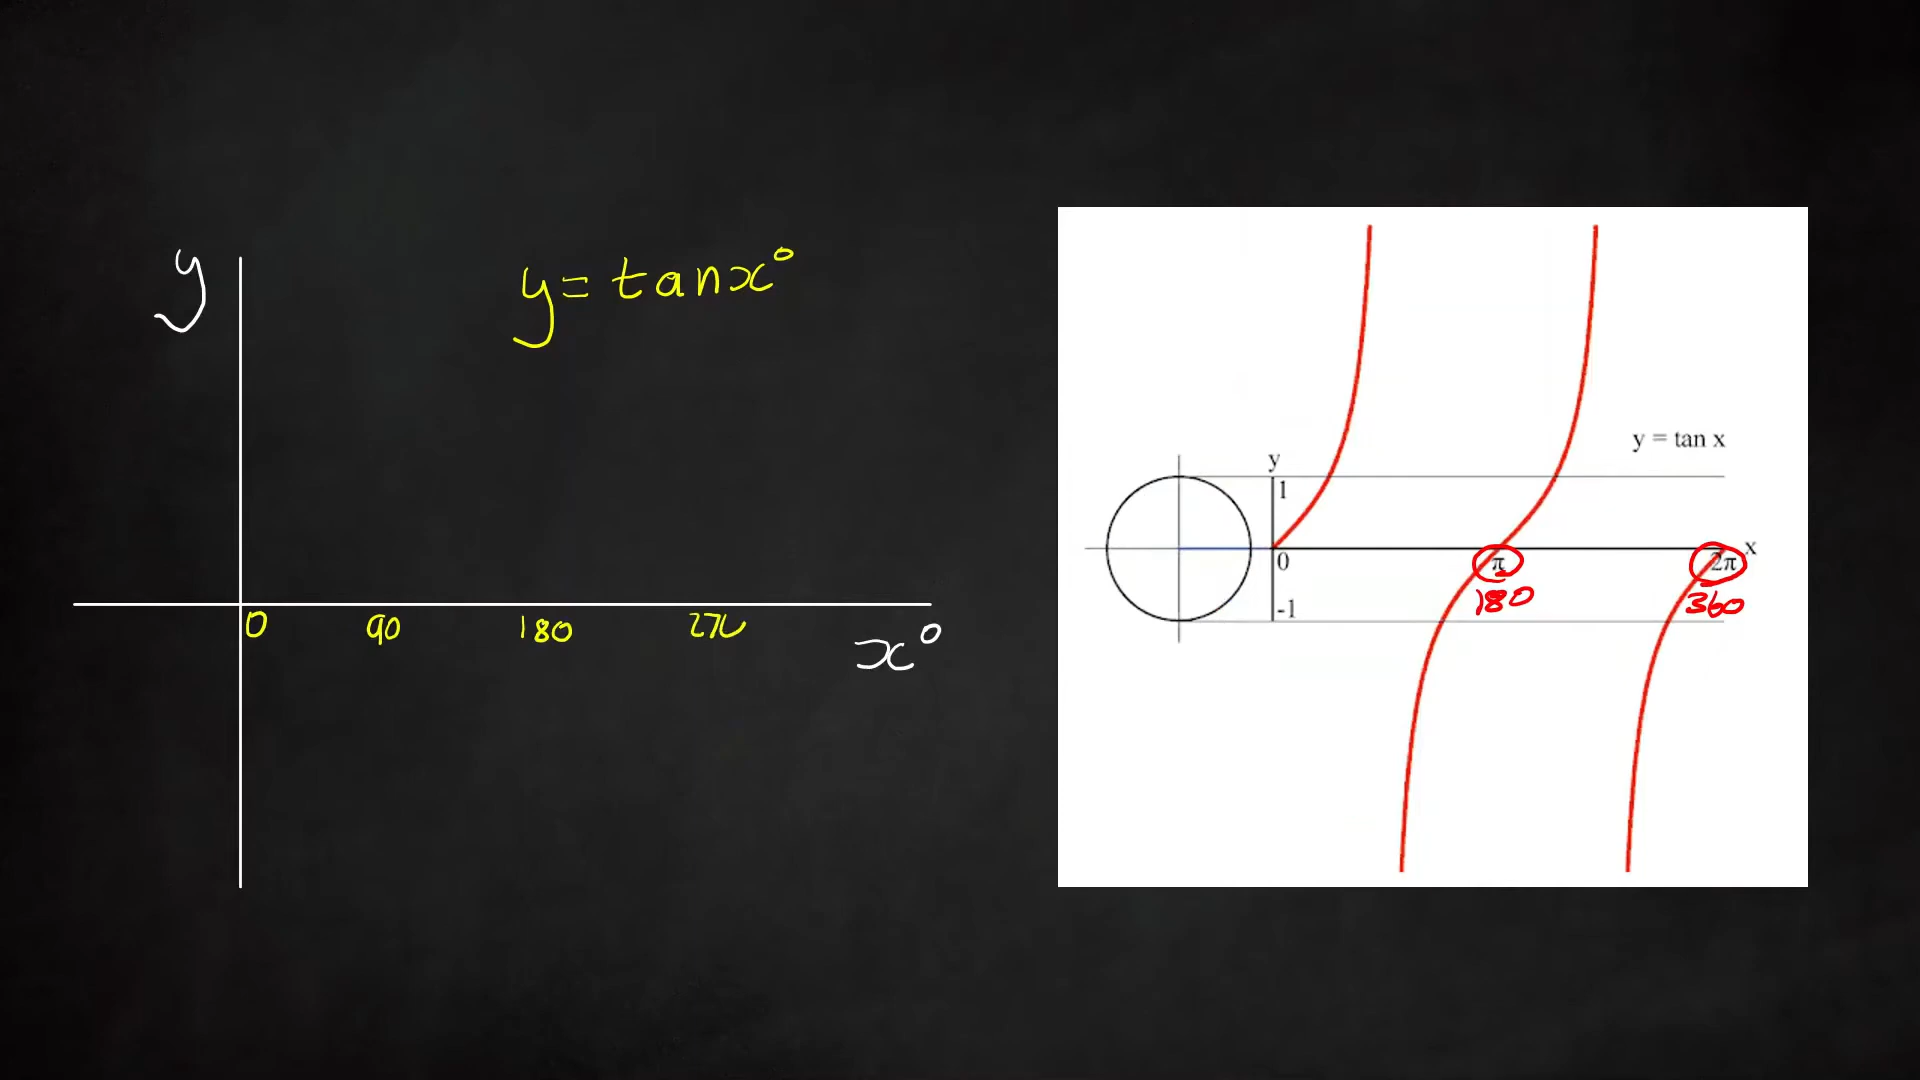 y
y = tan x°
0 90 180 270
x°
y = tan x
y
1
0 π 2π x
180 360
-1